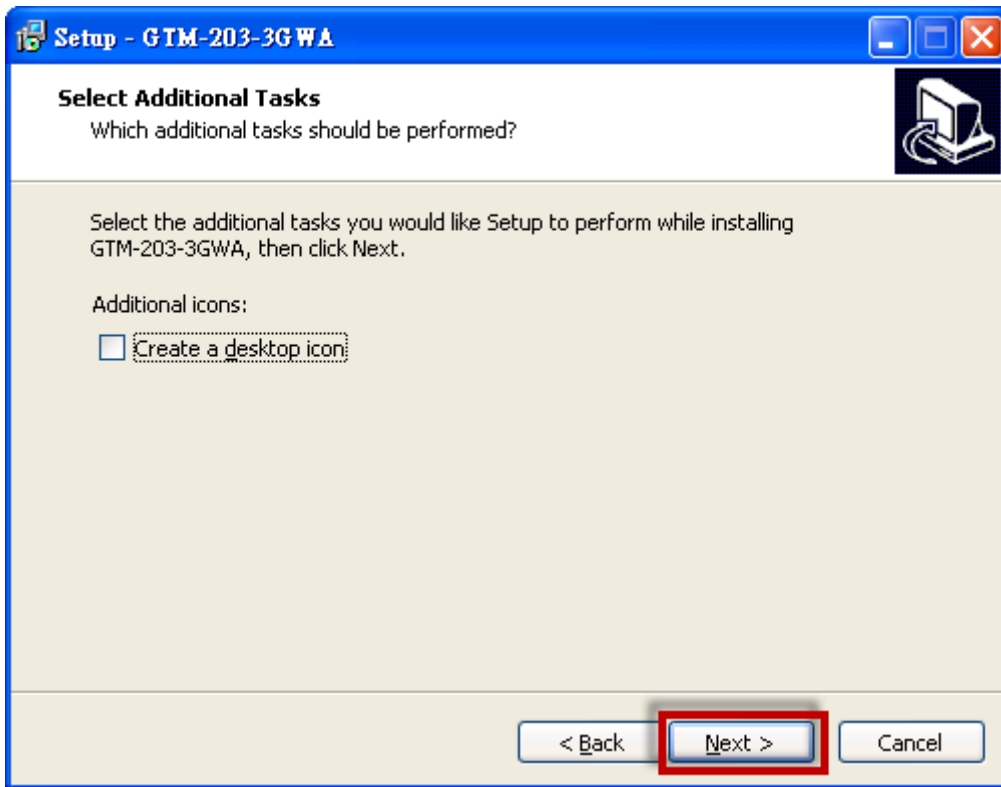 Setup - GTM-203-3GWA
Select Additional Tasks
Which additional tasks should be performed?
Select the additional tasks you would like Setup to perform while installing
GTM-203-3GWA, then click Next.
Additional icons:
Create a desktop icon
< Back Next > Cancel